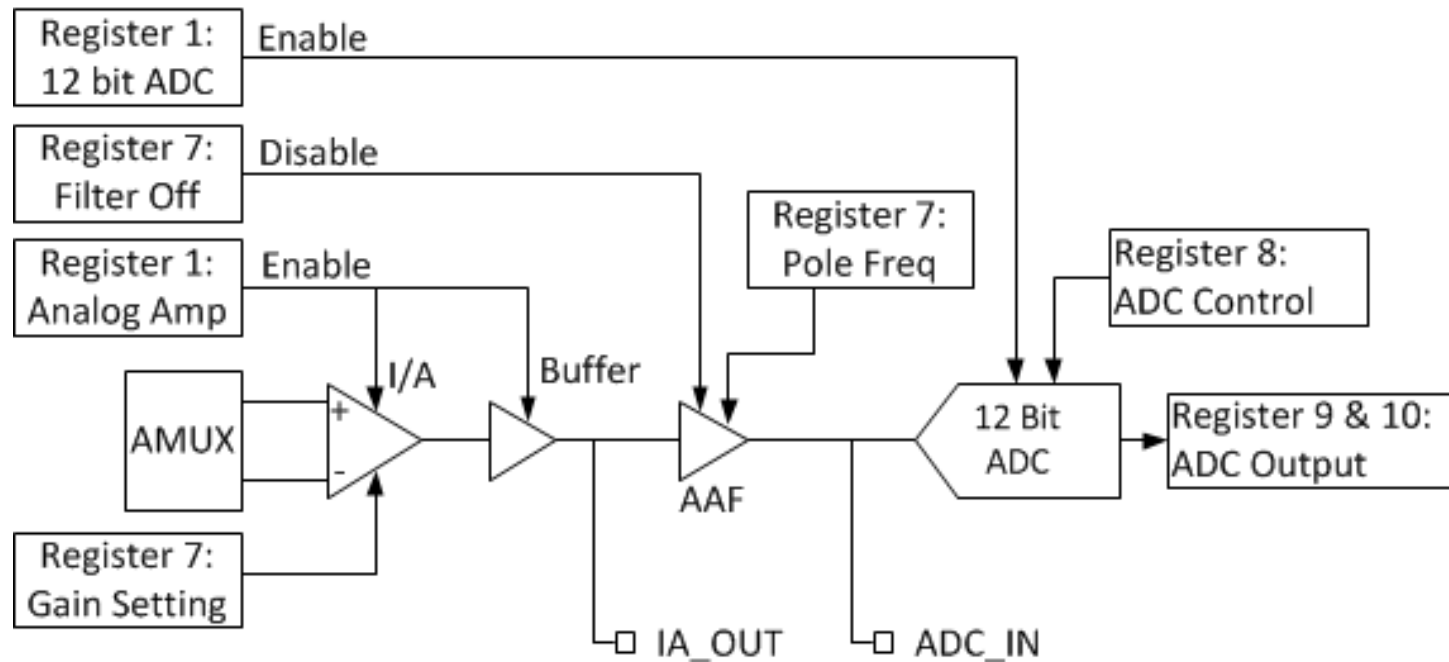 Register 1:
12 bit ADC
Enable
Register 7:
Filter Off
Disable
Register 1:
Analog Amp
Enable
Register 7:
Pole Freq
Register 8:
ADC Control
I/A
Buffer
AMUX
+
-
AAF
12 Bit
ADC
Register 9 & 10:
ADC Output
Register 7:
Gain Setting
IA_OUT
ADC_IN